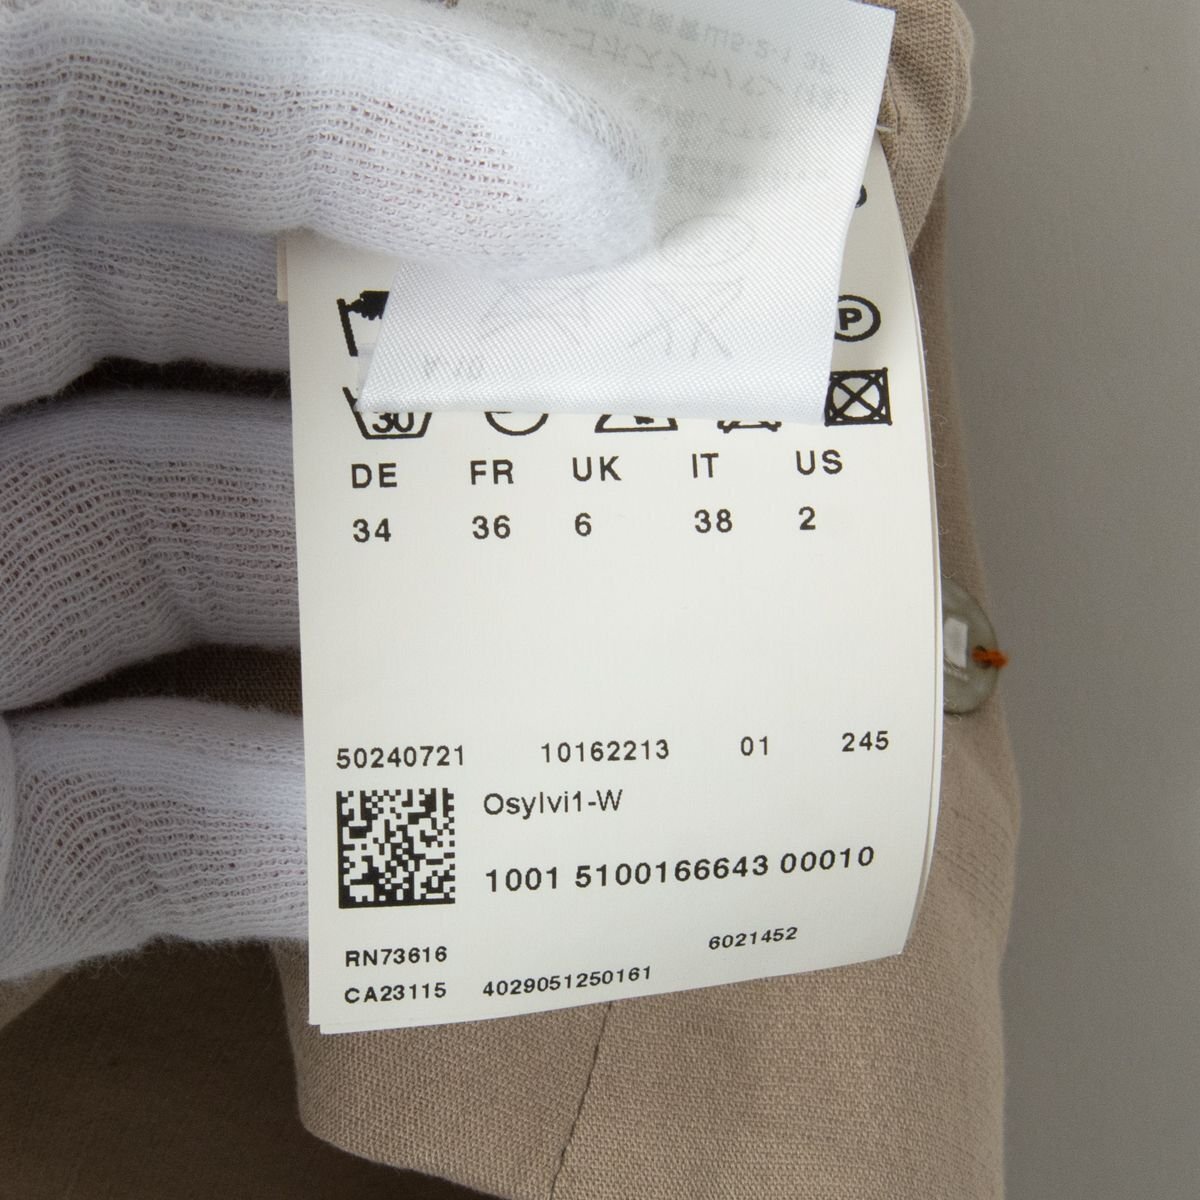 P
30
DE FR UK IT US
34 36 6 38 2
50240721 10162213 01 245
Osylvi1-W
1001 5100166643 00010
6021452
RN73616
CA23115 4029051250161